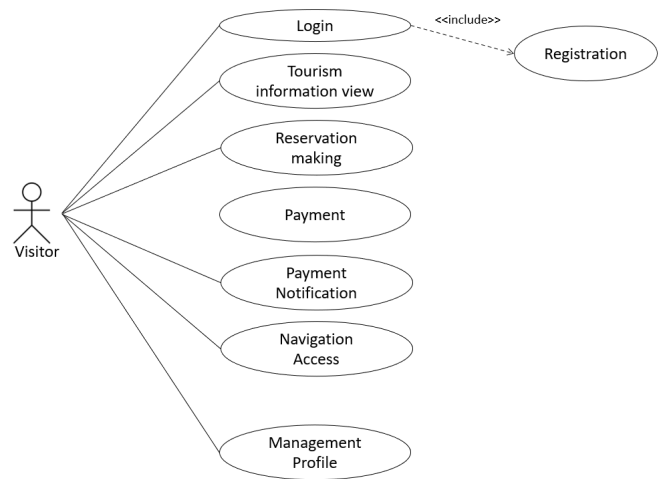 Login
<<include>>
Registration
Tourism
information view
Reservation
making
Payment
Visitor
Payment
Notification
Navigation
Access
Management
Profile